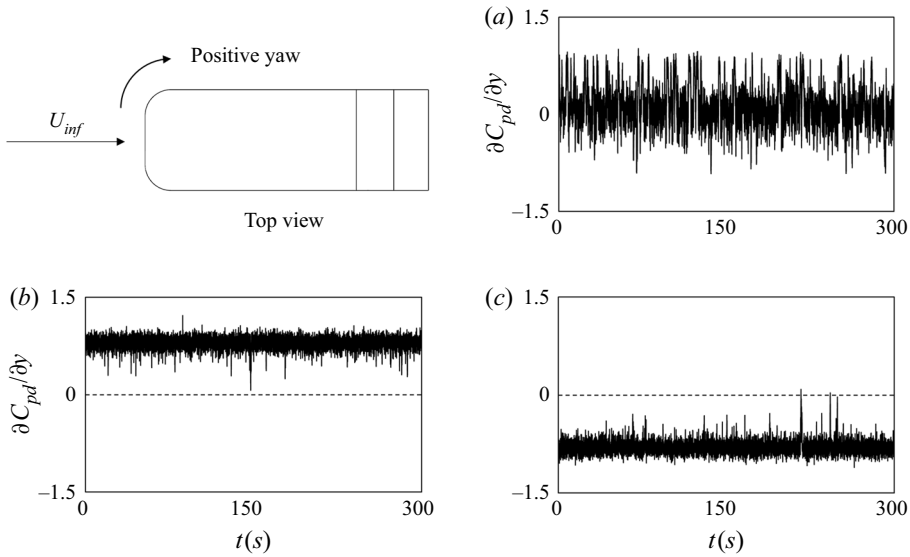 Positive yaw
U_inf
Top view
(a)
1.5
∂C_pd/∂y
0
–1.5
0
150
300
(b)
1.5
∂C_pd/∂y
0
–1.5
0
150
300
t(s)
(c)
1.5
0
–1.5
0
150
300
t(s)